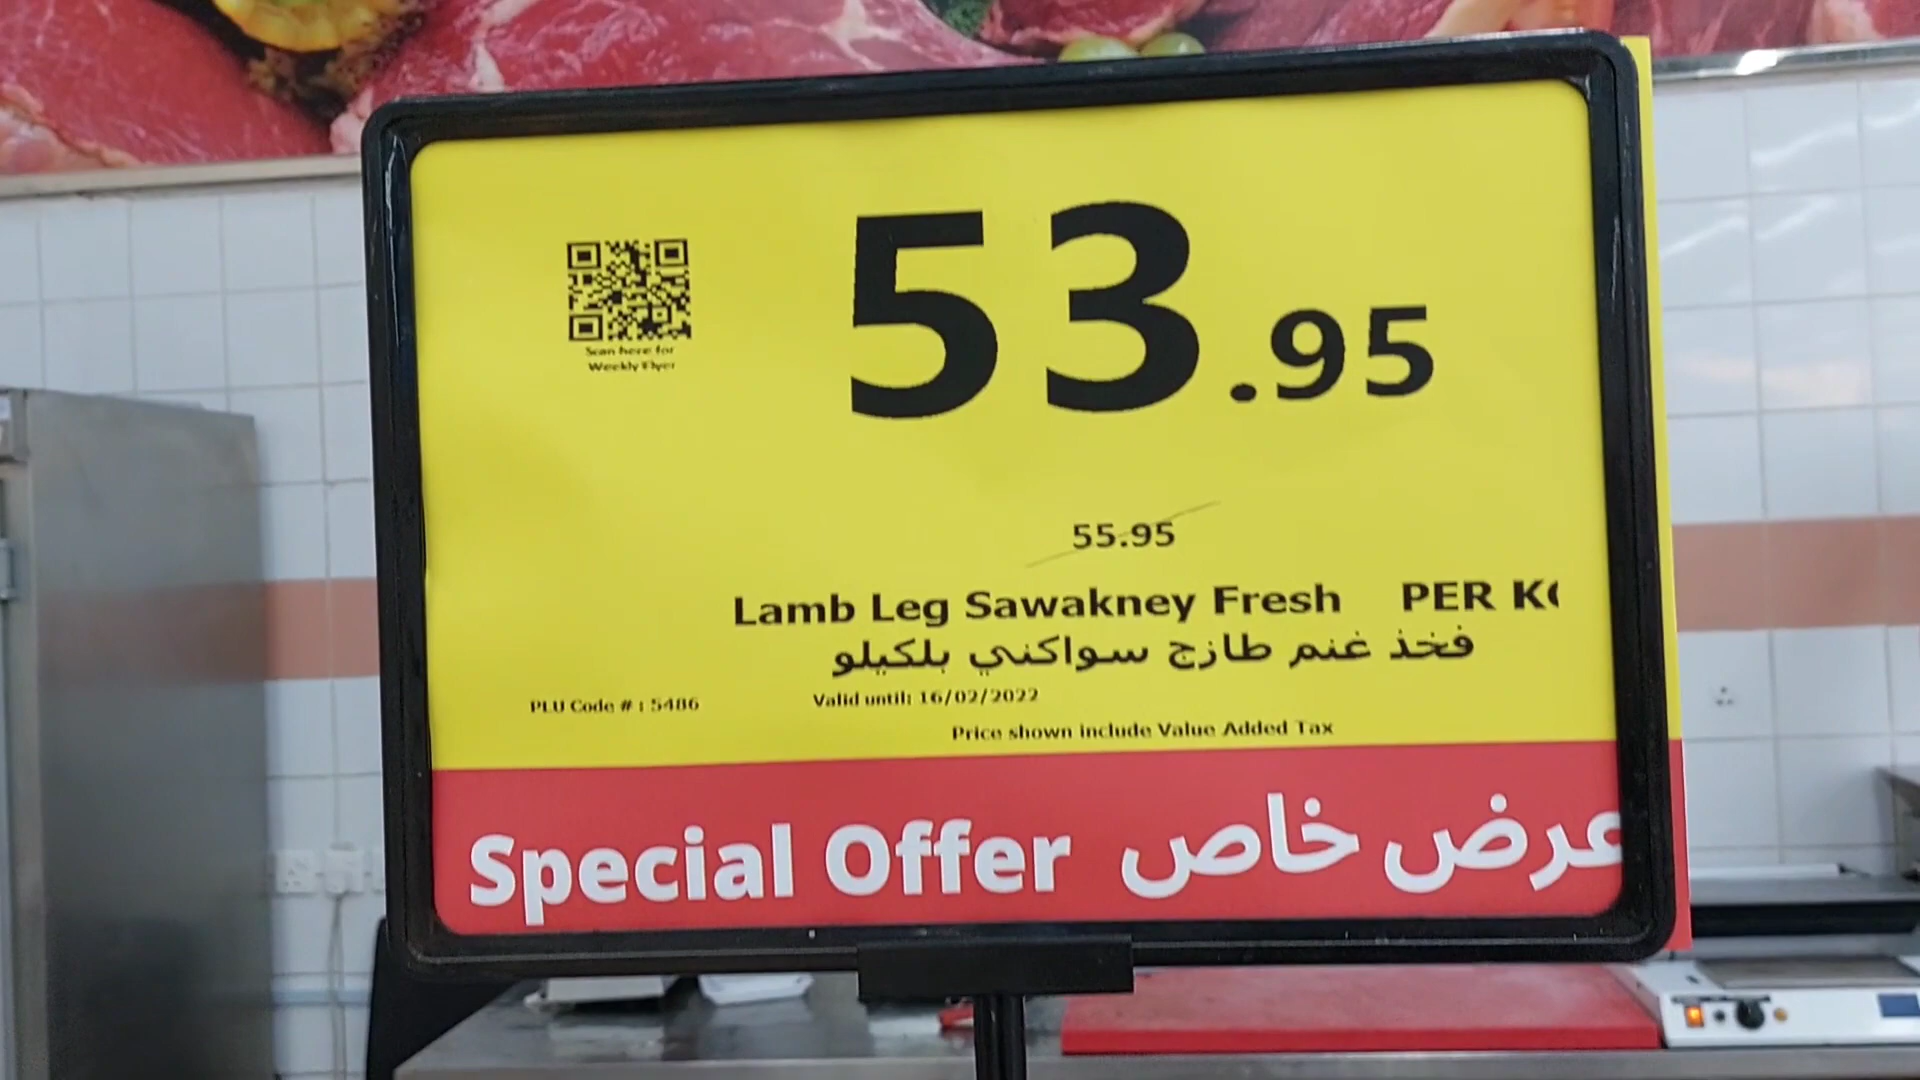 53.95
Scan here for
Weekly Flyer
55.95
Lamb Leg Sawakney Fresh PER K
فخذ غنم طازج سواكني بلكيلو
PLU Code # : 5486
Valid until: 16/02/2022
Price shown include Value Added Tax
Special Offer عرض خاص